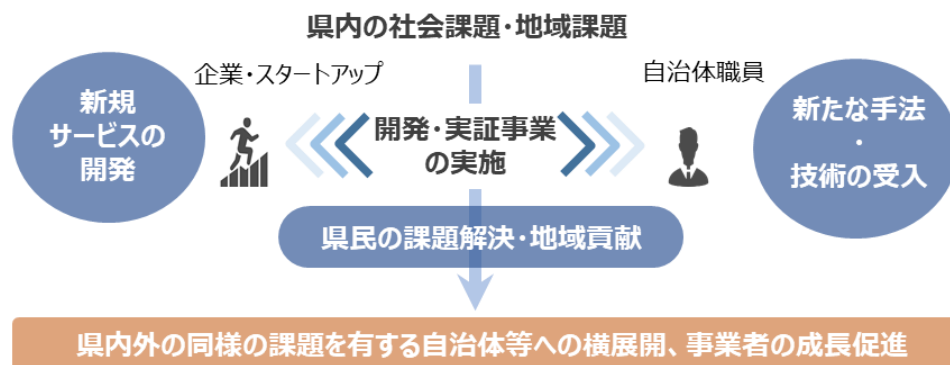 県内の社会課題・地域課題
企業・スタートアップ
自治体職員
新規
サービスの
開発
開発・実証事業
の実施
新たな手法
・
技術の受入
県民の課題解決・地域貢献
県内外の同様の課題を有する自治体等への横展開、事業者の成長促進